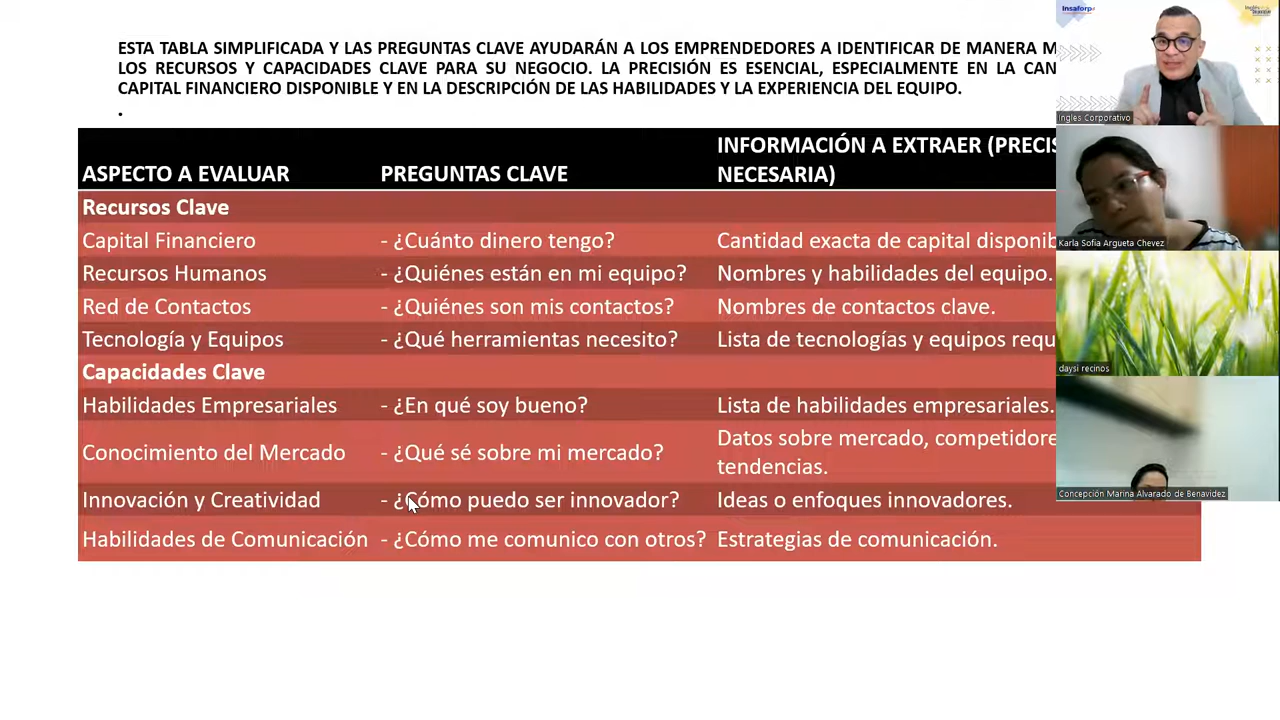 ESTA TABLA SIMPLIFICADA Y LAS PREGUNTAS CLAVE AYUDARÁN A LOS EMPRENDEDORES A IDENTIFICAR DE MANERA M
LOS RECURSOS Y CAPACIDADES CLAVE PARA SU NEGOCIO. LA PRECISIÓN ES ESENCIAL, ESPECIALMENTE EN LA CAN
CAPITAL FINANCIERO DISPONIBLE Y EN LA DESCRIPCIÓN DE LAS HABILIDADES Y LA EXPERIENCIA DEL EQUIPO.
.
ASPECTO A EVALUAR PREGUNTAS CLAVE INFORMACIÓN A EXTRAER (PRECIS
NECESARIA)
Recursos Clave
Capital Financiero - ¿Cuánto dinero tengo? Cantidad exacta de capital disponib
Recursos Humanos - ¿Quiénes están en mi equipo? Nombres y habilidades del equipo.
Red de Contactos - ¿Quiénes son mis contactos? Nombres de contactos clave.
Tecnología y Equipos - ¿Qué herramientas necesito? Lista de tecnologías y equipos requ
Capacidades Clave
Habilidades Empresariales - ¿En qué soy bueno? Lista de habilidades empresariales.
Conocimiento del Mercado - ¿Qué sé sobre mi mercado? Datos sobre mercado, competidore
tendencias.
Innovación y Creatividad - ¿Cómo puedo ser innovador? Ideas o enfoques innovadores.
Habilidades de Comunicación - ¿Cómo me comunico con otros? Estrategias de comunicación.
Insaforp
Ingles Corporativo
Karla Sofia Argueta Chevez
daysi recinos
Concepción Marina Alvarado de Benavidez